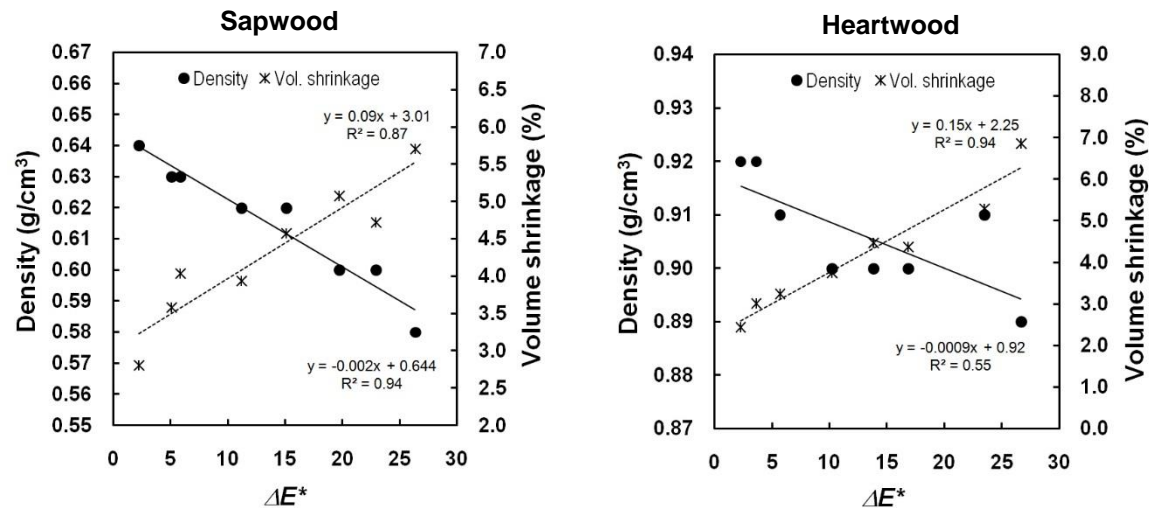 Sapwood
0.67
0.66
0.65
0.64
0.63
0.62
0.61
0.60
0.59
0.58
0.57
0.56
0.55
Density (g/cm³)
Density
Vol. shrinkage
y = 0.09x + 3.01
R² = 0.87
y = -0.002x + 0.644
R² = 0.94
7.0
6.5
6.0
5.5
5.0
4.5
4.0
3.5
3.0
2.5
2.0
Volume shrinkage (%)
0 5 10 15 20 25 30
ΔE*
Heartwood
0.94
0.93
0.92
0.91
0.90
0.89
0.88
0.87
Density (g/cm³)
Density
Vol. shrinkage
y = 0.15x + 2.25
R² = 0.94
y = -0.0009x + 0.92
R² = 0.55
9.0
8.0
7.0
6.0
5.0
4.0
3.0
2.0
1.0
0.0
Volume shrinkage (%)
0 5 10 15 20 25 30
ΔE*